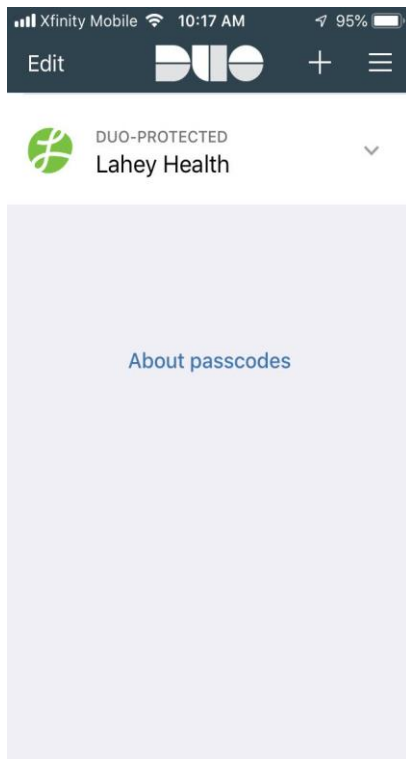 Xfinity Mobile 10:17 AM 95%
Edit DUO
DUO-PROTECTED
Lahey Health
About passcodes